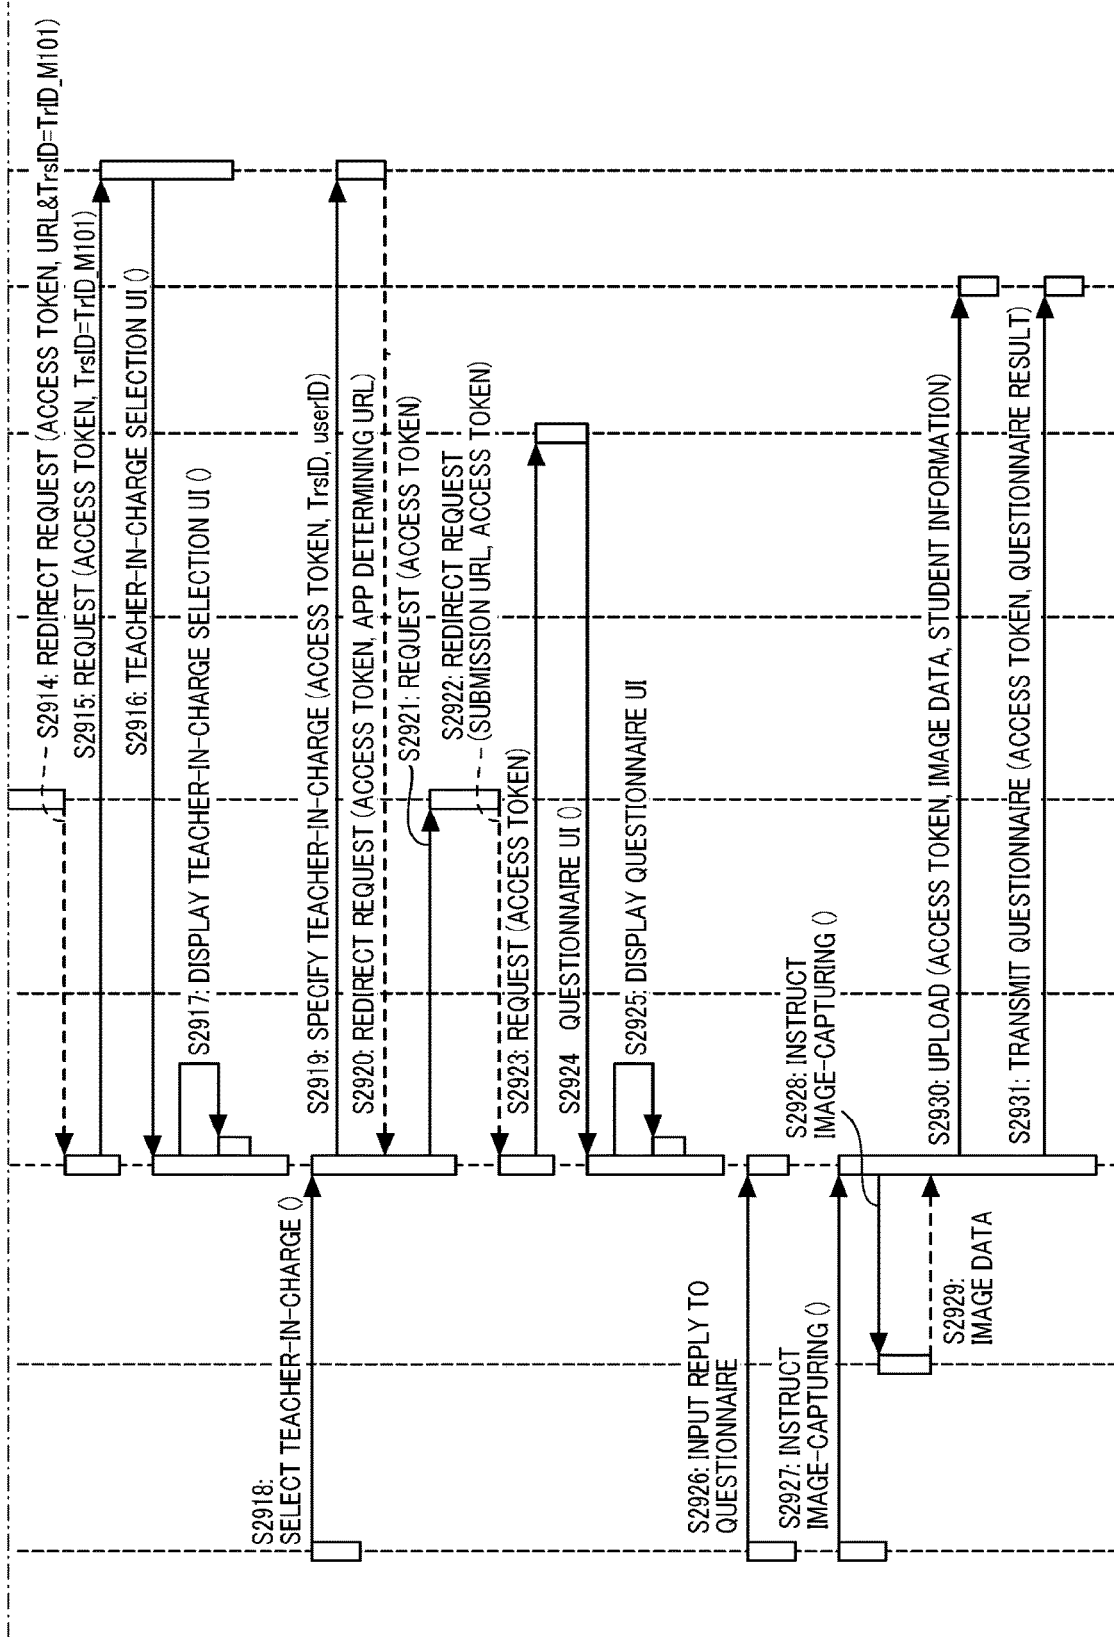 S2914: REDIRECT REQUEST (ACCESS TOKEN, URL&TrsID=TrID_M101)
S2915: REQUEST (ACCESS TOKEN, TrsID=TrID_M101)
S2916: TEACHER-IN-CHARGE SELECTION UI ()
S2917: DISPLAY TEACHER-IN-CHARGE SELECTION UI ()
S2918:
SELECT TEACHER-IN-CHARGE ()
S2919: SPECIFY TEACHER-IN-CHARGE (ACCESS TOKEN, TrsID, userID)
S2920: REDIRECT REQUEST (ACCESS TOKEN, APP DETERMINING URL)
S2921: REQUEST (ACCESS TOKEN)
S2922: REDIRECT REQUEST
(SUBMISSION URL, ACCESS TOKEN)
S2923: REQUEST (ACCESS TOKEN)
S2924 QUESTIONNAIRE UI ()
S2925: DISPLAY QUESTIONNAIRE UI
S2926: INPUT REPLY TO
QUESTIONNAIRE
S2927: INSTRUCT
IMAGE-CAPTURING ()
S2928: INSTRUCT
IMAGE-CAPTURING ()
S2929:
IMAGE DATA
S2930: UPLOAD (ACCESS TOKEN, IMAGE DATA, STUDENT INFORMATION)
S2931: TRANSMIT QUESTIONNAIRE (ACCESS TOKEN, QUESTIONNAIRE RESULT)